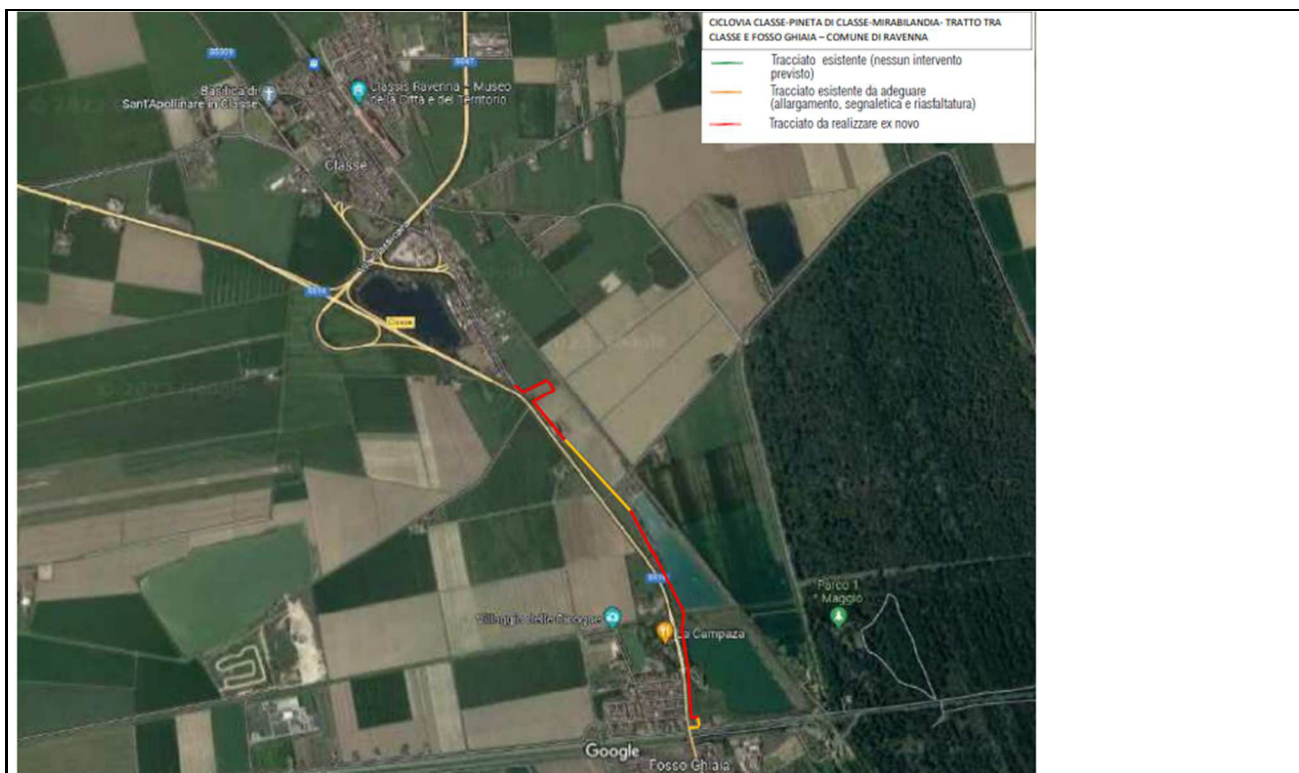 CICLOVIA CLASSE-PINETA DI CLASSE-MIRABILANDIA- TRATTO TRA
CLASSE E FOSSO GHIAIA – COMUNE DI RAVENNA
Tracciato esistente (nessun intervento
previsto)
Tracciato esistente da adeguare
(allargamento, segnaletica e riasfaltatura)
Tracciato da realizzare ex novo
Basilica di
Sant'Apollinare in Classe
Classis Ravenna – Museo
della Città e del Territorio
Classe
Classe
Villaggio delle Pisoque
La Campaza
Parco 1
° Maggio
Google
Fosso Ghiaia